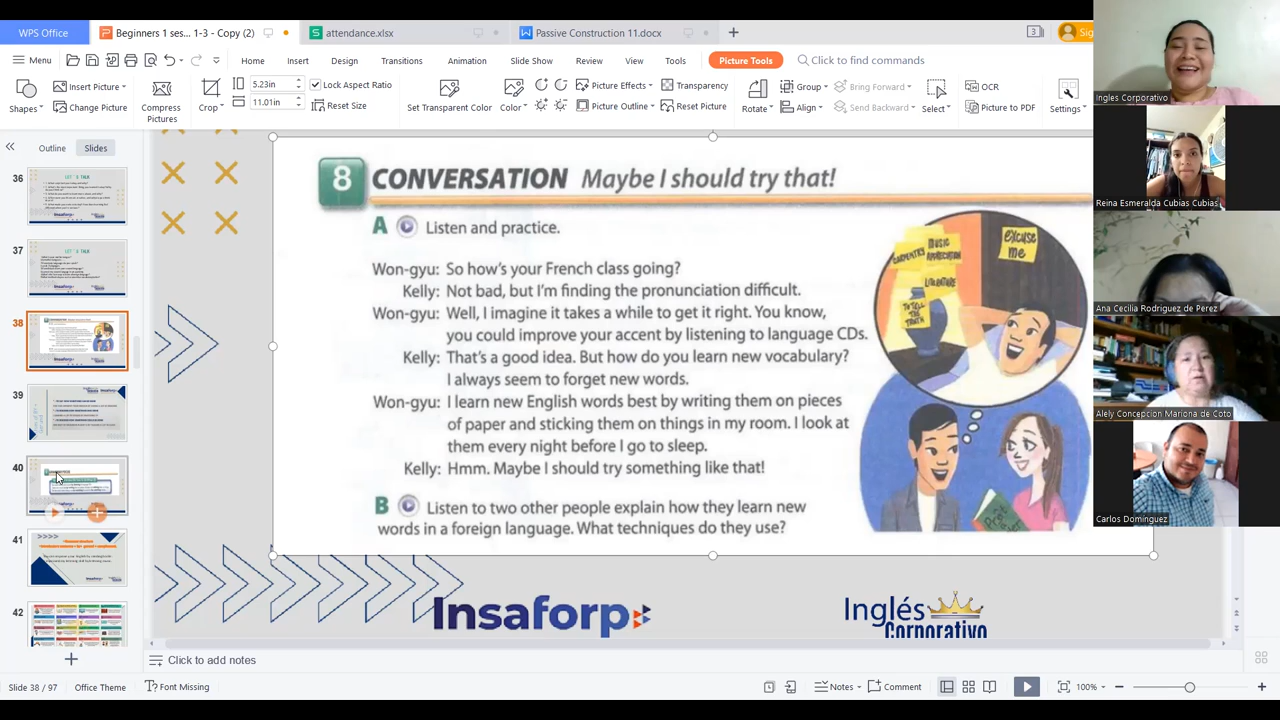 WPS Office
Beginners 1 ses... 1-3 - Copy (2)
attendance.xlsx
Passive Construction 11.docx
Menu
Home
Insert
Design
Transitions
Animation
Slide Show
Review
View
Tools
Picture Tools
Click to find commands
Shapes
Insert Picture
Change Picture
Compress Pictures
Crop
5.23in
11.01in
Lock Aspect Ratio
Reset Size
Set Transparent Color
Color
Picture Effects
Picture Outline
Transparency
Reset Picture
Rotate
Group
Align
Bring Forward
Send Backward
Select
OCR
Picture to PDF
Settings
Outline
Slides
36
37
38
39
40
41
42
8 CONVERSATION Maybe I should try that!
A Listen and practice.
Won-gyu: So how's your French class going?
Kelly: Not bad, but I'm finding the pronunciation difficult.
Won-gyu: Well, I imagine it takes a while to get it right. You know,
you could improve your accent by listening to language CDs.
Kelly: That's a good idea. But how do you learn new vocabulary?
I always seem to forget new words.
Won-gyu: I learn new English words best by writing them on pieces
of paper and sticking them on things in my room. I look at
them every night before I go to sleep.
Kelly: Hmm. Maybe I should try something like that!
B Listen to two other people explain how they learn new
words in a foreign language. What techniques do they use?
MUSIC
APPRECIATION
LITERATURE
excuse
me
Insaforp
Inglés
Corporativo
Click to add notes
Slide 38 / 97
Office Theme
Font Missing
Notes
Comment
100%
Ingles Corporativo
Reina Esmeralda Cubias Cubias
Ana Cecilia Rodriguez de Perez
Alely Concepcion Mariona de Coto
Carlos Dominguez